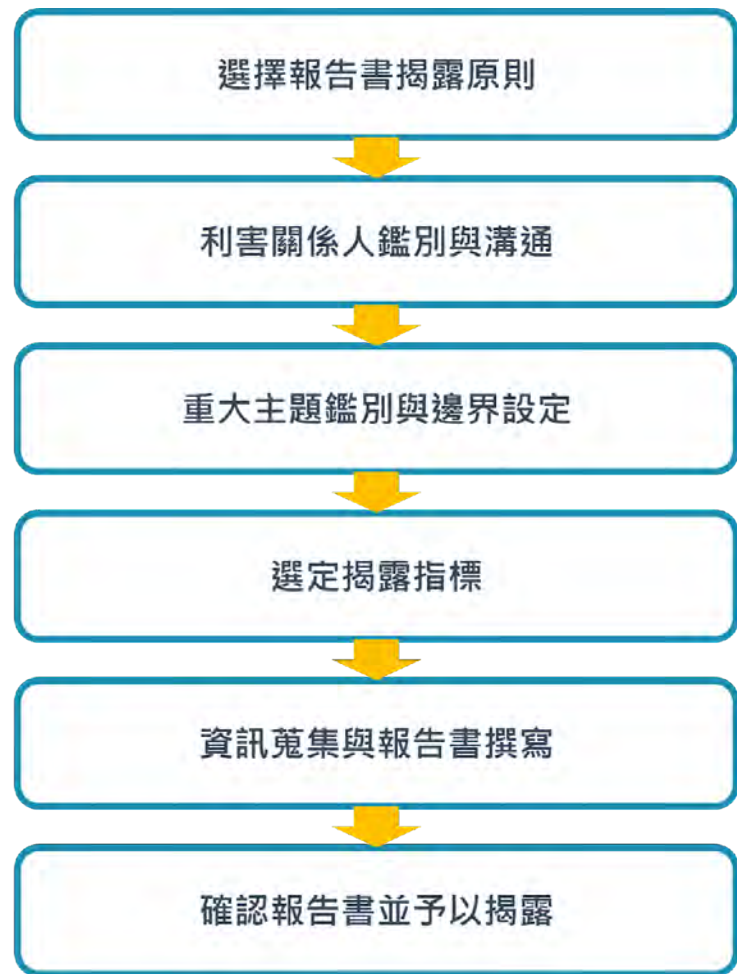 選擇報告書揭露原則
利害關係人鑑別與溝通
重大主題鑑別與邊界設定
選定揭露指標
資訊蒐集與報告書撰寫
確認報告書並予以揭露